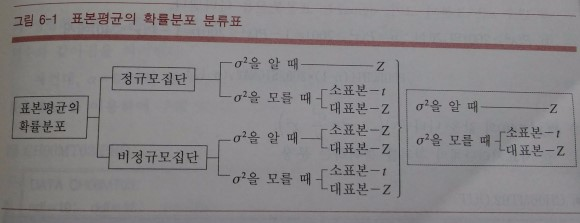 그림 6-1 표본평균의 확률분포 분류표
표본평균의
확률분포
정규모집단
σ²을 알 때 Z
σ²을 모를 때 소표본-t
대표본-Z
비정규모집단
σ²을 알 때 소표본-Z
대표본-Z
σ²을 모를 때 소표본-t
대표본-Z
σ²을 알 때 Z
σ²을 모를 때 소표본-t
대표본-Z